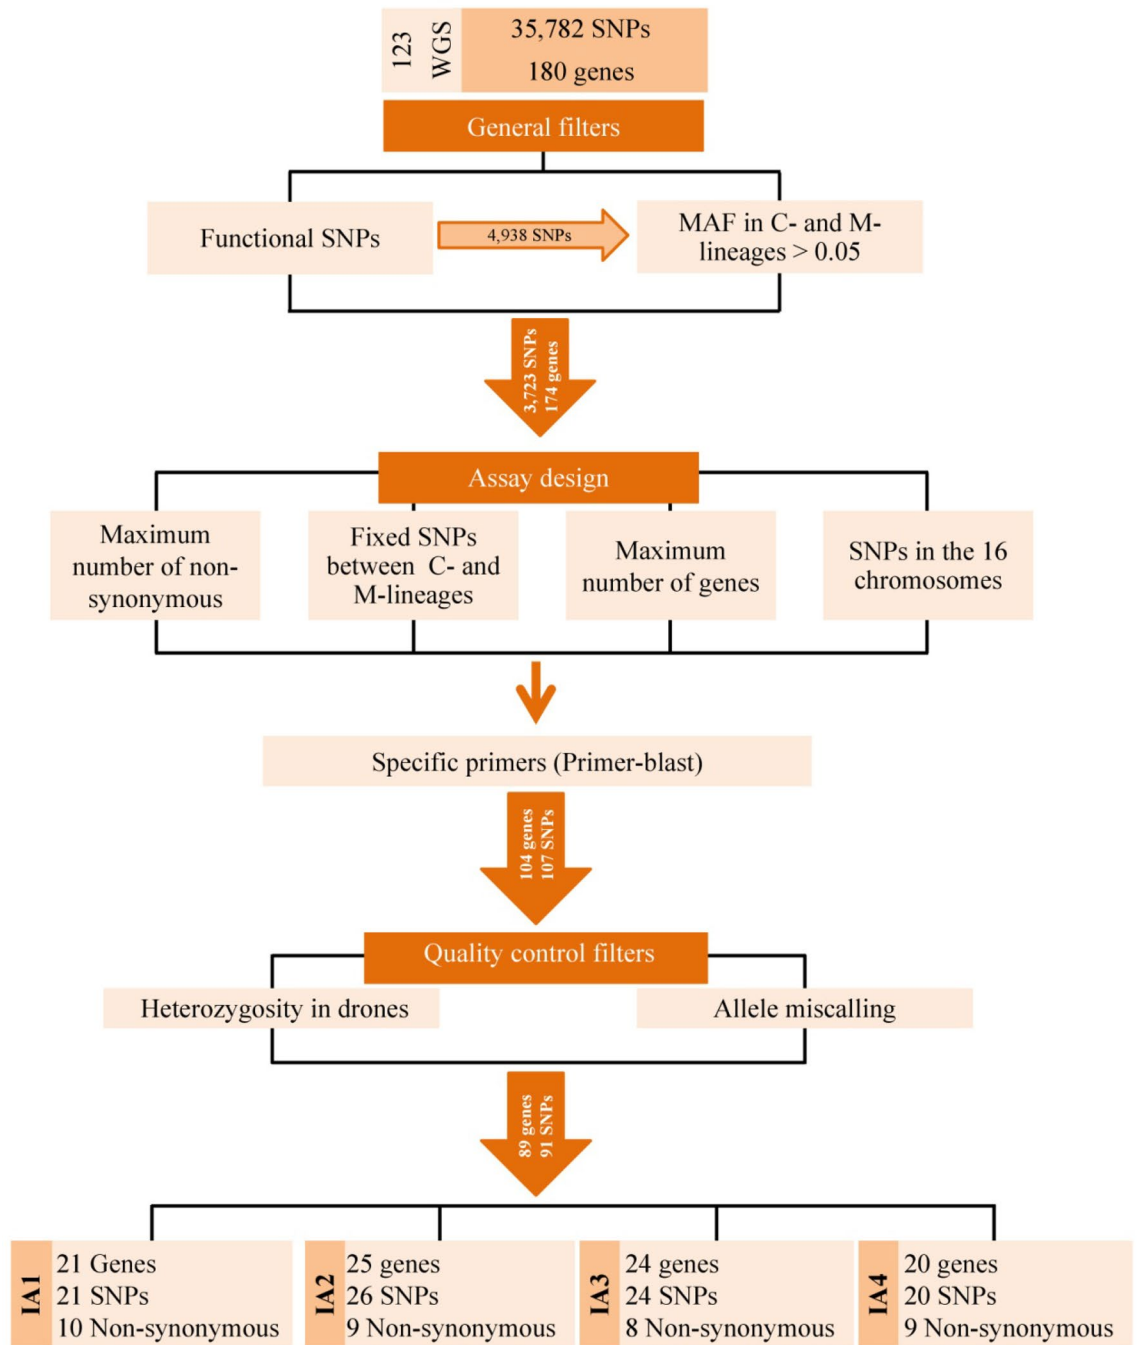 123
WGS
35,782 SNPs
180 genes
General filters
Functional SNPs
4,938 SNPs
MAF in C- and M-
lineages > 0.05
3,723 SNPs
174 genes
Assay design
Maximum
number of non-
synonymous
Fixed SNPs
between C- and
M-lineages
Maximum
number of genes
SNPs in the 16
chromosomes
Specific primers (Primer-blast)
104 genes
107 SNPs
Quality control filters
Heterozygosity in drones
Allele miscalling
89 genes
91 SNPs
IA1
21 Genes
21 SNPs
10 Non-synonymous
IA2
25 genes
26 SNPs
9 Non-synonymous
IA3
24 genes
24 SNPs
8 Non-synonymous
IA4
20 genes
20 SNPs
9 Non-synonymous